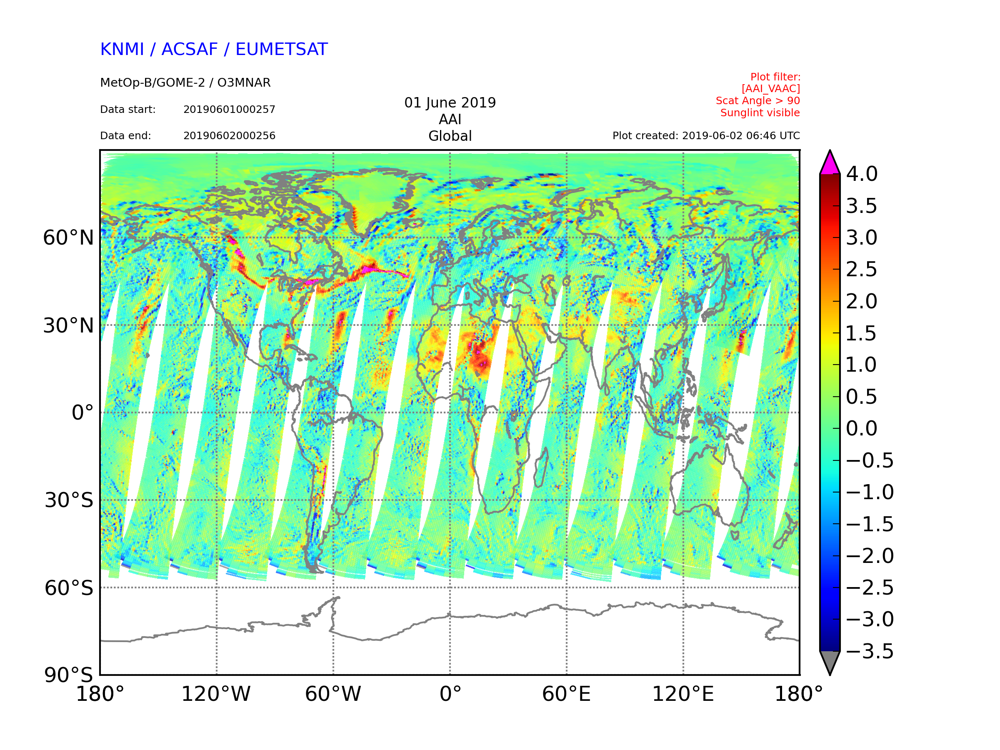 KNMI / ACSAF / EUMETSAT
MetOp-B/GOME-2 / O3MNAR
Data start: 20190601000257
Data end: 20190602000256
01 June 2019
AAI
Global
Plot filter:
[AAI_VAAC]
Scat Angle > 90
Sunglint visible
Plot created: 2019-06-02 06:46 UTC
60°N
30°N
0°
30°S
60°S
90°S
180°
120°W
60°W
0°
60°E
120°E
180°
4.0
3.5
3.0
2.5
2.0
1.5
1.0
0.5
0.0
−0.5
−1.0
−1.5
−2.0
−2.5
−3.0
−3.5